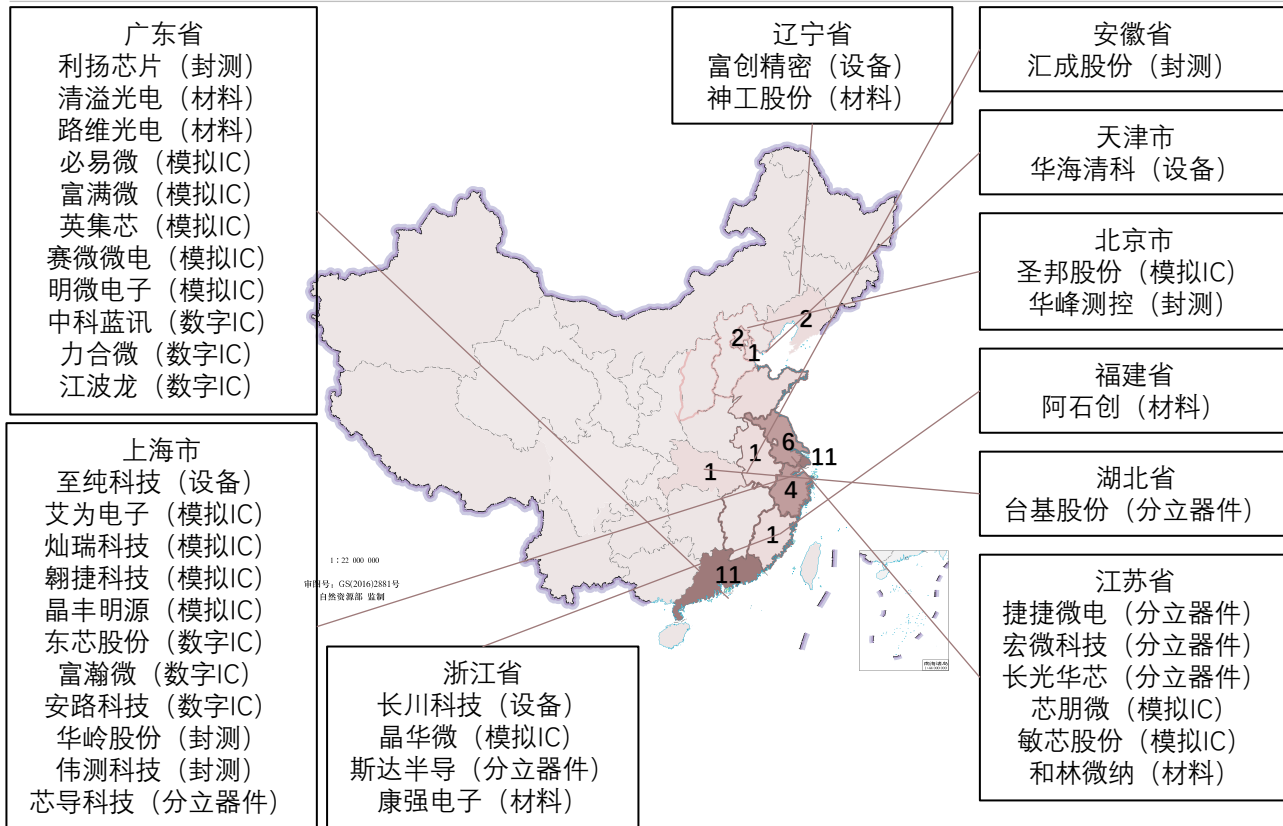 广东省
利扬芯片（封测）
清溢光电（材料）
路维光电（材料）
必易微（模拟IC）
富满微（模拟IC）
英集芯（模拟IC）
赛微微电（模拟IC）
明微电子（模拟IC）
中科蓝讯（数字IC）
力合微（数字IC）
江波龙（数字IC）
上海市
至纯科技（设备）
艾为电子（模拟IC）
灿瑞科技（模拟IC）
翱捷科技（模拟IC）
晶丰明源（模拟IC）
东芯股份（数字IC）
富瀚微（数字IC）
安路科技（数字IC）
华岭股份（封测）
伟测科技（封测）
芯导科技（分立器件）
辽宁省
富创精密（设备）
神工股份（材料）
2
2
1
6
1
11
1
4
1
11
1：22 000 000
审图号：GS(2016)2881号
自然资源部 监制
南海诸岛
浙江省
长川科技（设备）
晶华微（模拟IC）
斯达半导（分立器件）
康强电子（材料）
安徽省
汇成股份（封测）
天津市
华海清科（设备）
北京市
圣邦股份（模拟IC）
华峰测控（封测）
福建省
阿石创（材料）
湖北省
台基股份（分立器件）
江苏省
捷捷微电（分立器件）
宏微科技（分立器件）
长光华芯（分立器件）
芯朋微（模拟IC）
敏芯股份（模拟IC）
和林微纳（材料）